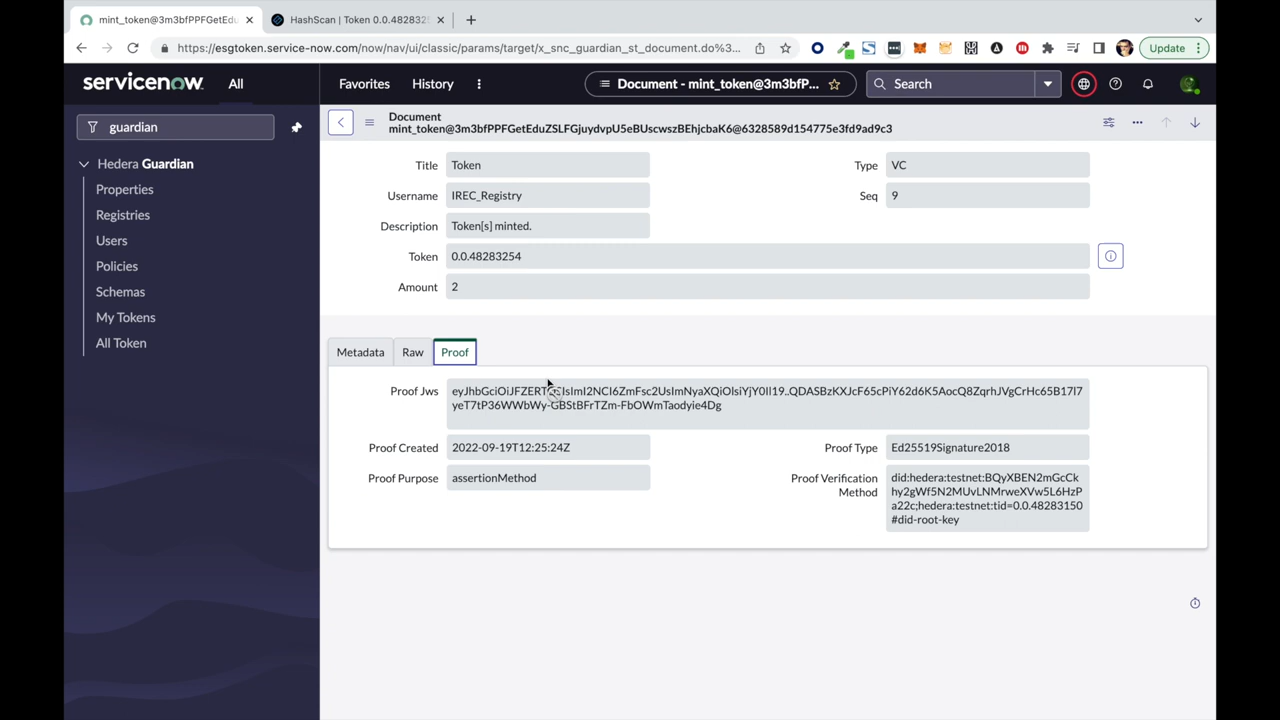 mint_token@3m3bfPPFGetEdu
HashScan | Token 0.0.4828325
https://esgtoken.service-now.com/now/nav/ui/classic/params/target/x_snc_guardian_st_document.do%3...
Update
servicenow
All
Favorites
History
Document - mint_token@3m3bfP...
Search
guardian
Document
mint_token@3m3bfPPFGetEduZSLFGjuydvpU5eBUscwszBEhjcbaK6@6328589d154775e3fd9ad9c3
Hedera Guardian
Properties
Registries
Users
Policies
Schemas
My Tokens
All Token
Title
Token
Type
VC
Username
IREC_Registry
Seq
9
Description
Token[s] minted.
Token
0.0.48283254
Amount
2
Metadata
Raw
Proof
Proof Jws
yeT7tP36WWbWy-GBStBFrTZm-FbOWmTaodyie4Dg
Proof Created
2022-09-19T12:25:24Z
Proof Type
Ed25519Signature2018
Proof Purpose
assertionMethod
Proof Verification
Method
did:hedera:testnet:BQyXBEN2mGcCk
hy2gWf5N2MUvLNMrweXVw5L6HzP
a22c;hedera:testnet:tid=0.0.48283150
#did-root-key